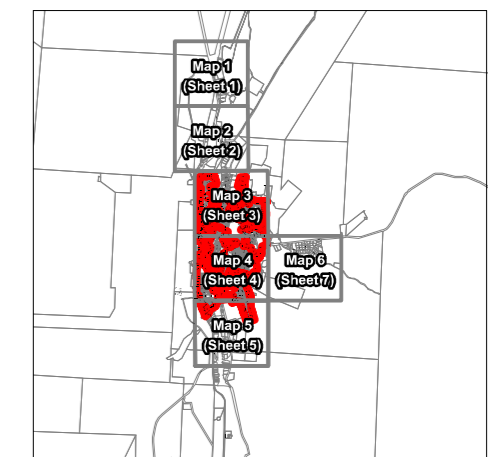 Map 1
(Sheet 1)
Map 2
(Sheet 2)
Map 3
(Sheet 3)
Map 4
(Sheet 4)
Map 6
(Sheet 7)
Map 5
(Sheet 5)